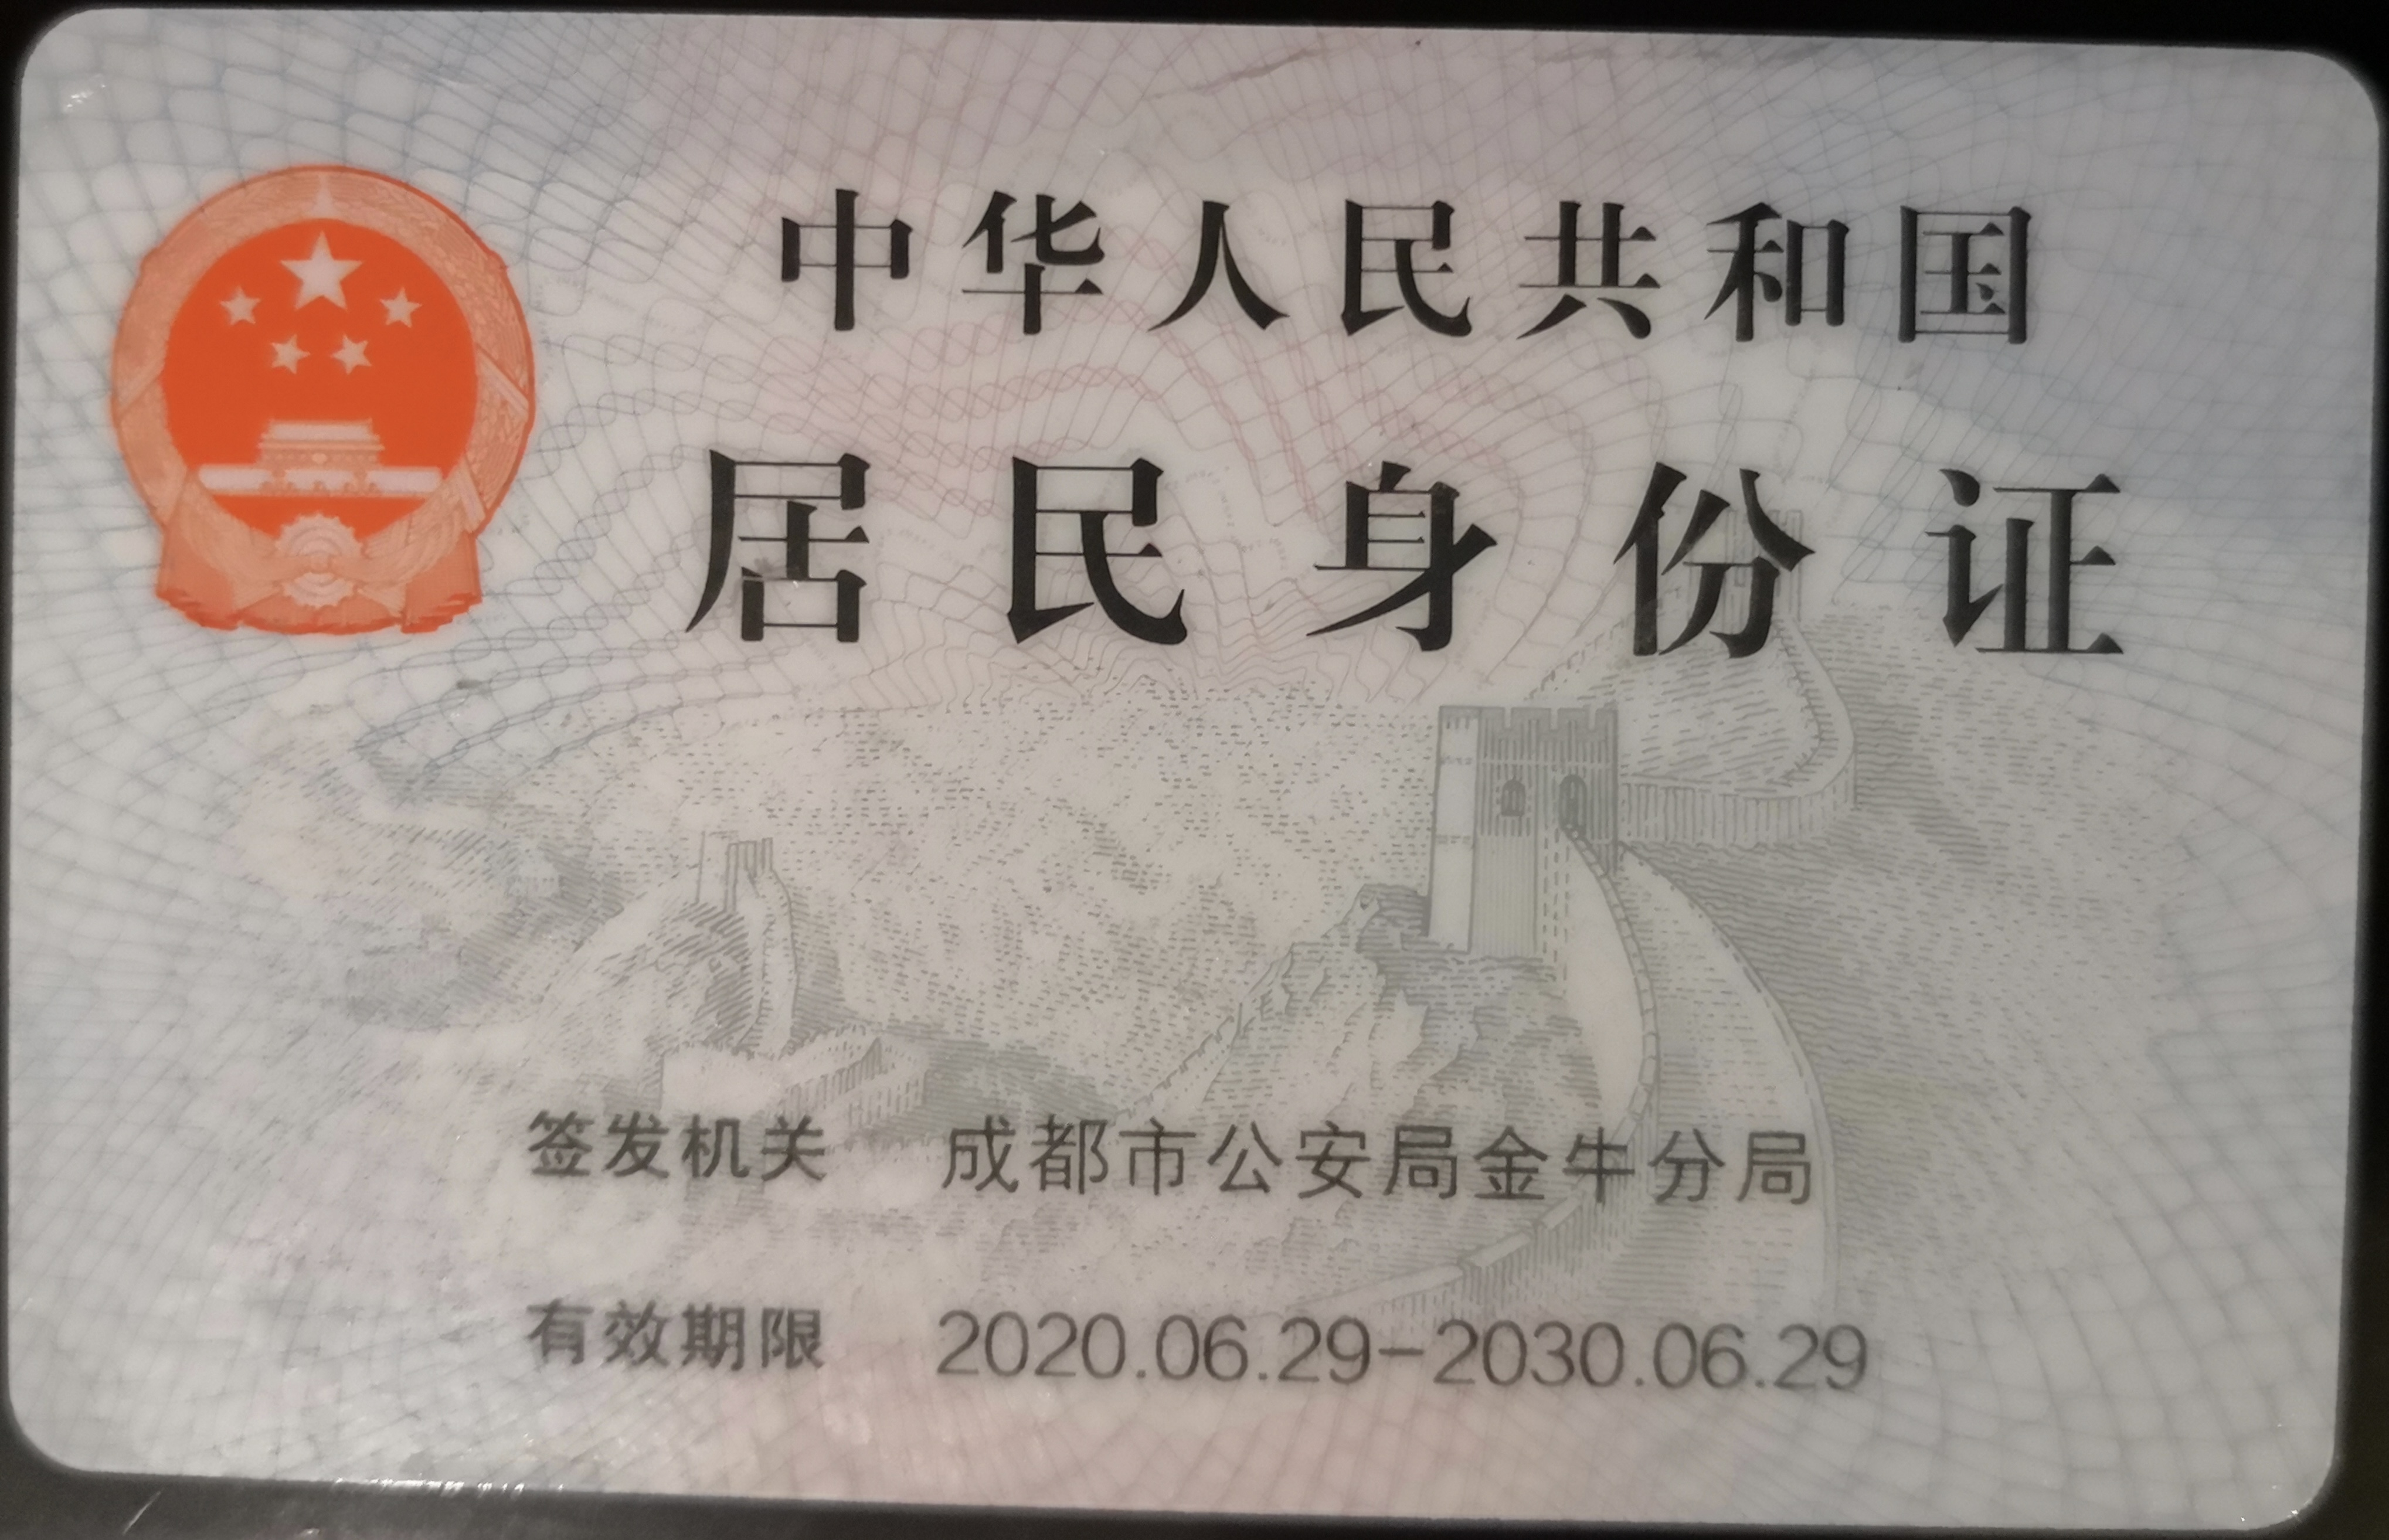 中华人民共和国
居民身份证
签发机关 成都市公安局金牛分局
有效期限 2020.06.29-2030.06.29